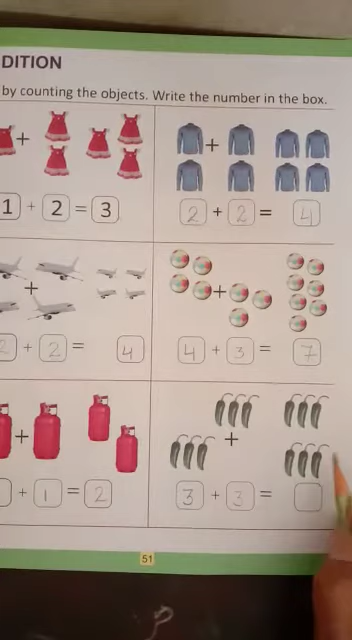 DITION
by counting the objects. Write the number in the box.
+ +
1 + 2 = 3 2 + 2 = 4
+ +
2 + 2 = 4 4 + 3 = 7
+ +
+ 1 = 2 3 + 3 =
51